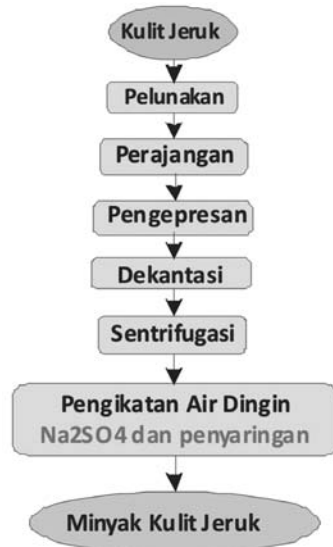 Kulit Jeruk
Pelunakan
Perajangan
Pengepresan
Dekantasi
Sentrifugasi
Pengikatan Air Dingin
Na2SO4 dan penyaringan
Minyak Kulit Jeruk